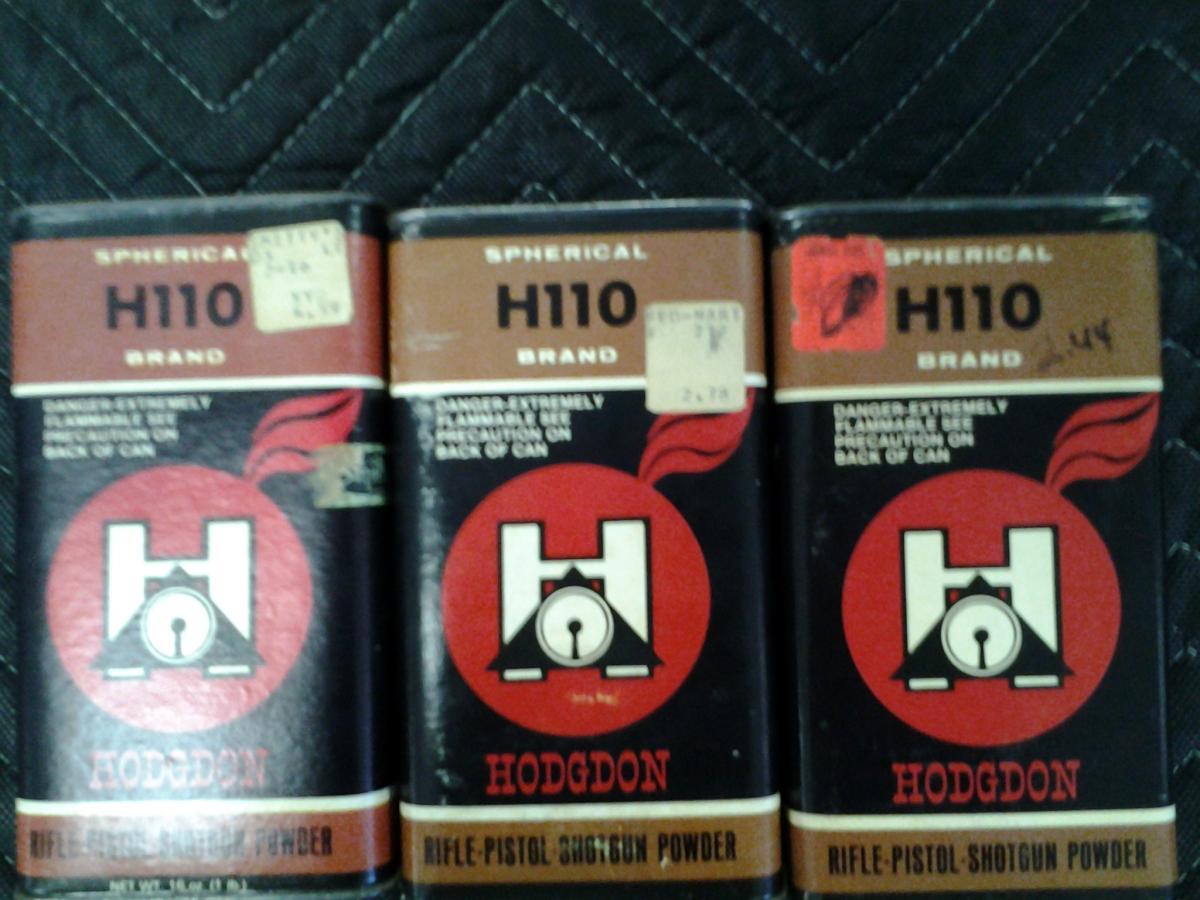 SPHERICAL
H110
BRAND
DANGER-EXTREMELY
FLAMMABLE SEE
PRECAUTION ON
BACK OF CAN
H
HODGDON
RIFLE-PISTOL-SHOTGUN POWDER
NET WT. 16 oz. (1 lb.)
SPHERICAL
H110
BRAND
2.78
DANGER-EXTREMELY
FLAMMABLE SEE
PRECAUTION ON
BACK OF CAN
H
HODGDON
RIFLE-PISTOL-SHOTGUN POWDER
SPHERICAL
H110
BRAND
2.44
DANGER-EXTREMELY
FLAMMABLE SEE
PRECAUTION ON
BACK OF CAN
H
HODGDON
RIFLE-PISTOL-SHOTGUN POWDER